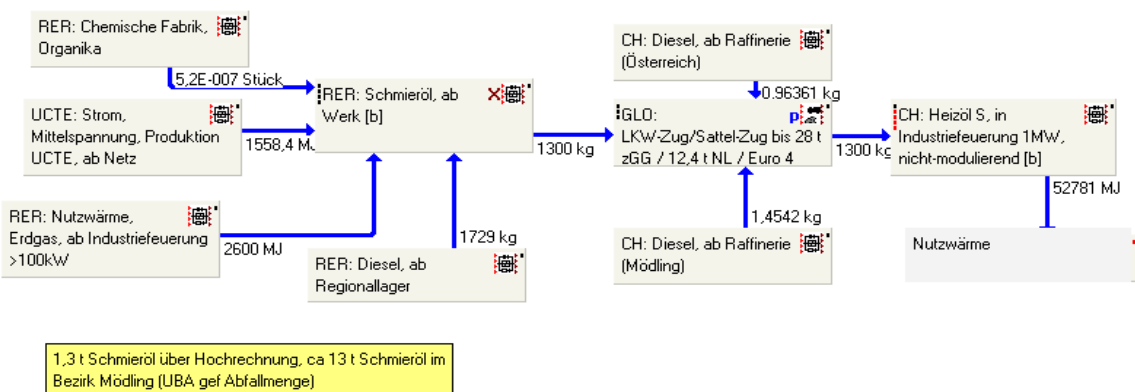 RER: Chemische Fabrik,
Organika
5,2E-007 Stück
UCTE: Strom,
Mittelspannung, Produktion
UCTE, ab Netz
1558,4 MJ
RER: Nutzwärme,
Erdgas, ab Industriefeuerung
>100kW
2600 MJ
RER: Schmieröl, ab
Werk [b]
1729 kg
RER: Diesel, ab
Regionallager
1300 kg
CH: Diesel, ab Raffinerie
(Österreich)
0.96361 kg
GLO:
p
LKW-Zug/Sattel-Zug bis 28 t
zGG / 12,4 t NL / Euro 4
1,4542 kg
CH: Diesel, ab Raffinerie
(Mödling)
1300 kg
CH: Heizöl S, in
Industriefeuerung 1MW,
nicht-modulierend [b]
52781 MJ
Nutzwärme
1,3 t Schmieröl über Hochrechnung, ca 13 t Schmieröl im
Bezirk Mödling (UBA gef Abfallmenge)